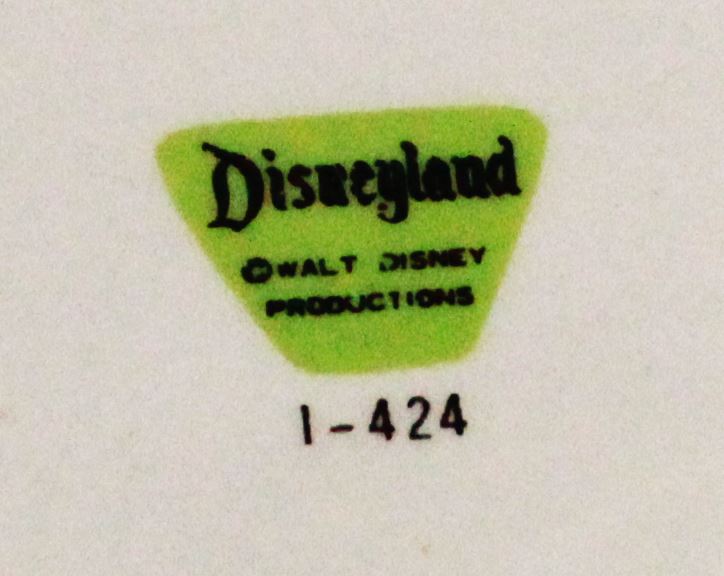 Disneyland
©WALT DISNEY
PRODUCTIONS
1-424